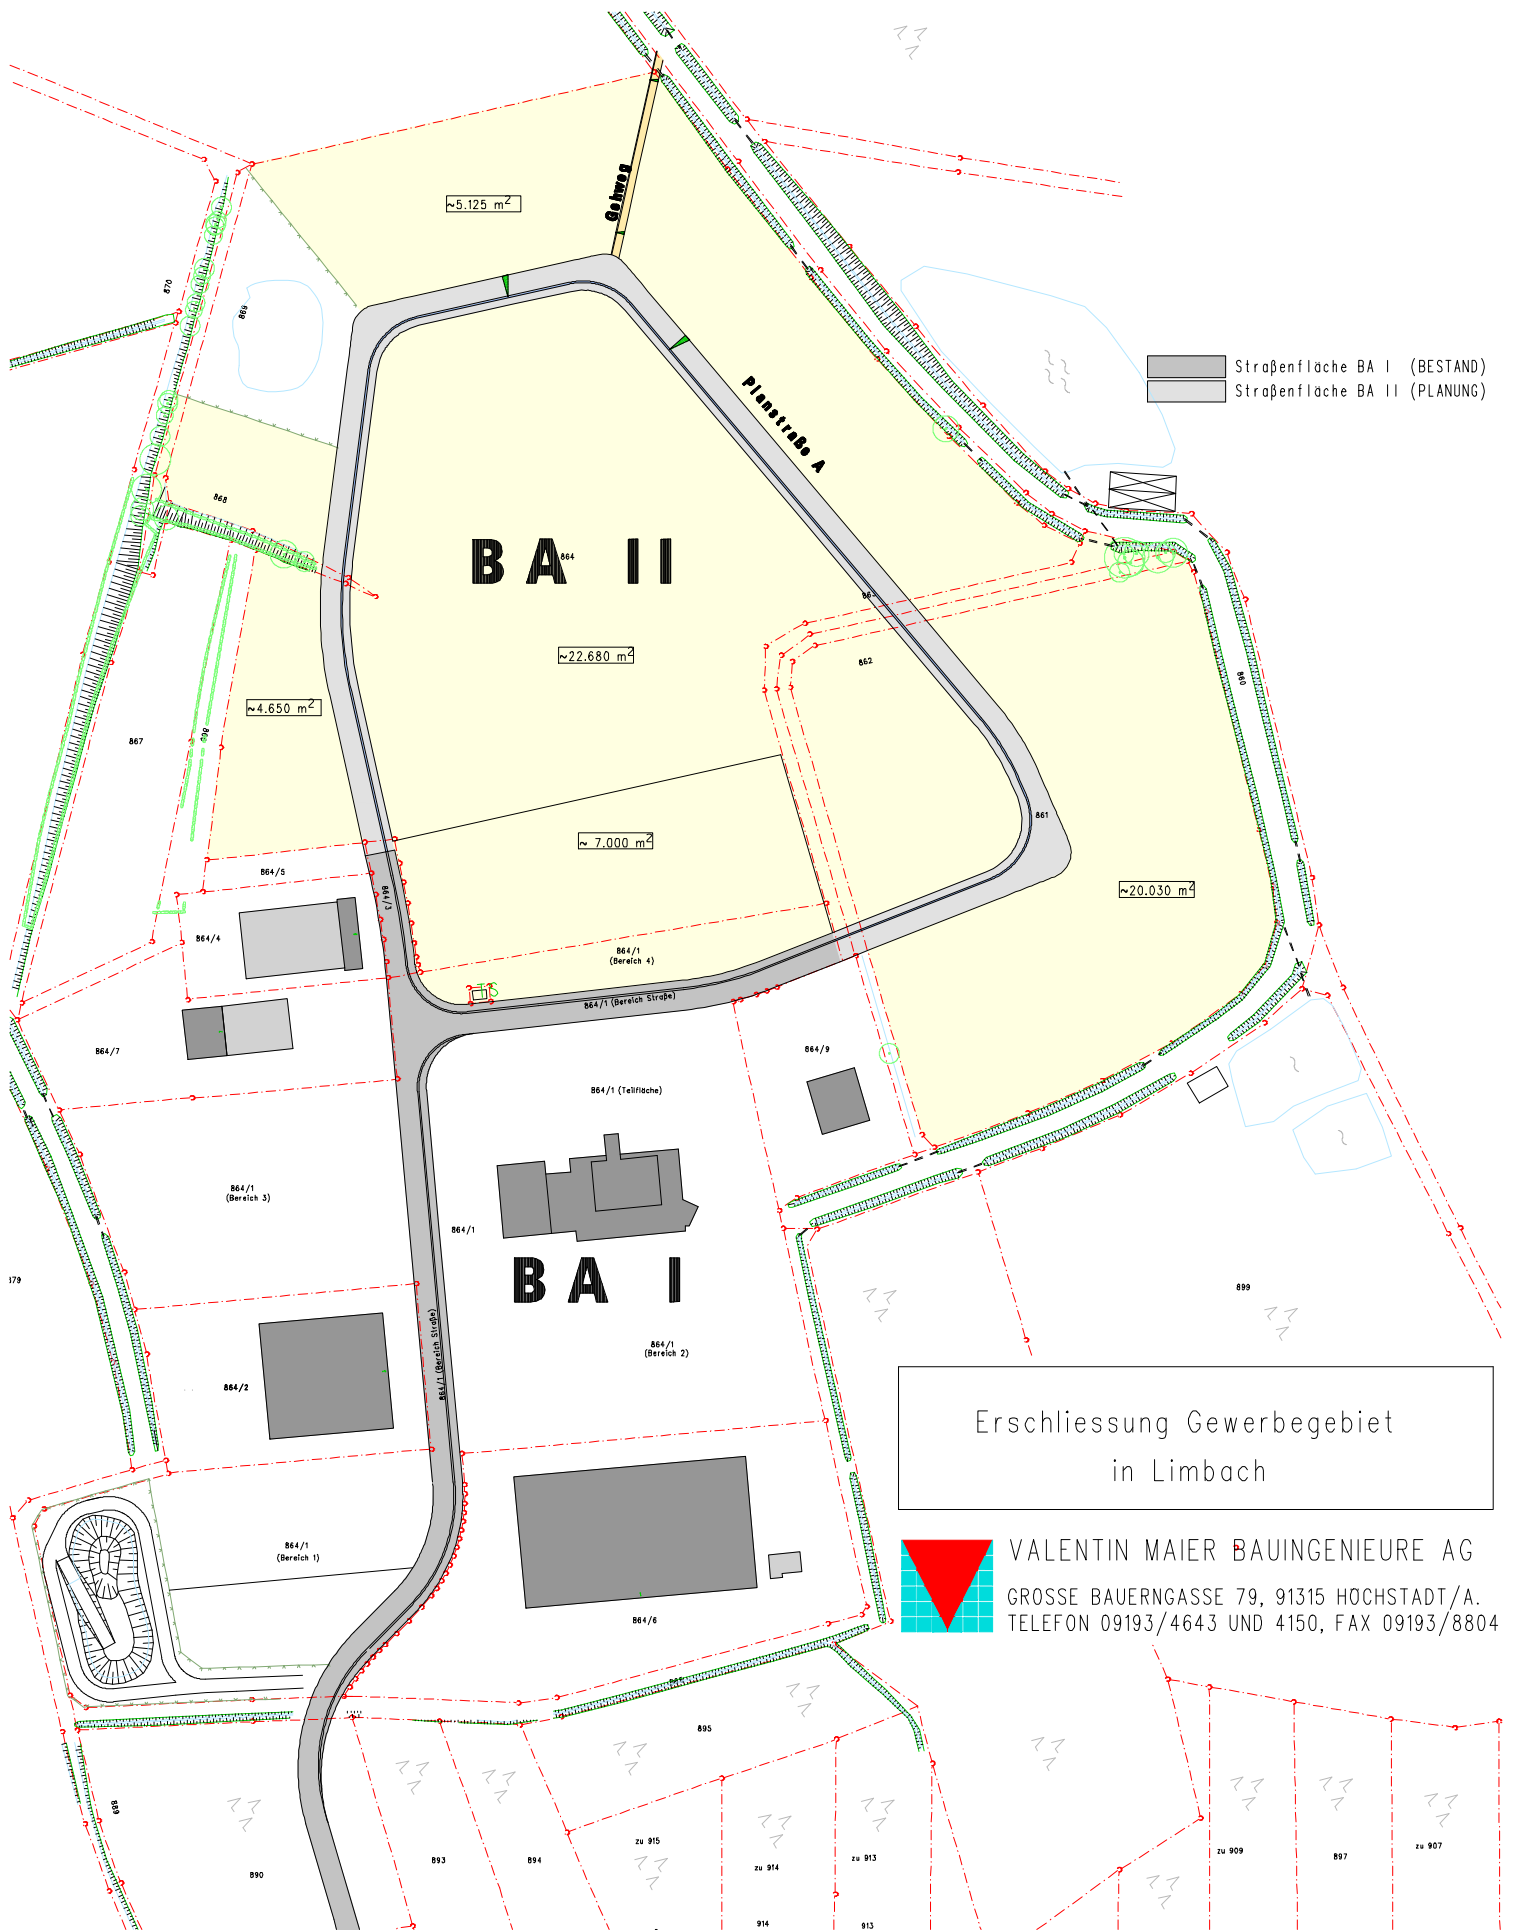 ~5.125 m²
Gehweg
870
869
Straßenfläche BA I (BESTAND)
Straßenfläche BA II (PLANUNG)
Planstraße A
868
BA II
864
862
860
~22.680 m²
~4.650 m²
867
861
~ 7.000 m²
864/5
864/3
~20.030 m²
864/4
864/1
(Bereich 4)
864/1 (Bereich Straße)
864/7
864/9
864/1 (Teilfläche)
864/1
(Bereich 3)
864/1
BA I
899
864/1 (Bereich Straße)
864/1
(Bereich 2)
864/2
Erschliessung Gewerbegebiet
in Limbach
864/1
(Bereich 1)
VALENTIN MAIER BAUINGENIEURE AG
GROSSE BAUERNGASSE 79, 91315 HÖCHSTADT/A.
TELEFON 09193/4643 UND 4150, FAX 09193/8804
864/6
895
889
zu 915
zu 914
zu 913
zu 909
897
zu 907
890
893
894
914
913